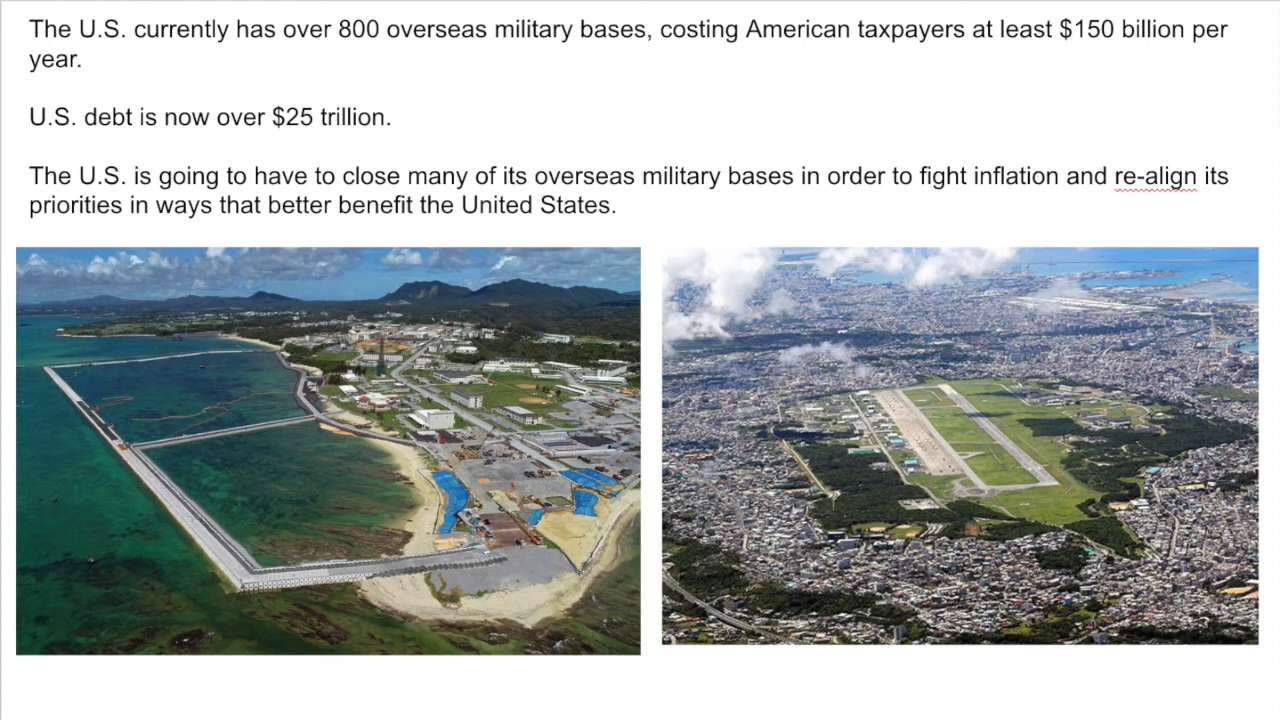 The U.S. currently has over 800 overseas military bases, costing American taxpayers at least $150 billion per
year.
U.S. debt is now over $25 trillion.
The U.S. is going to have to close many of its overseas military bases in order to fight inflation and re-align its
priorities in ways that better benefit the United States.